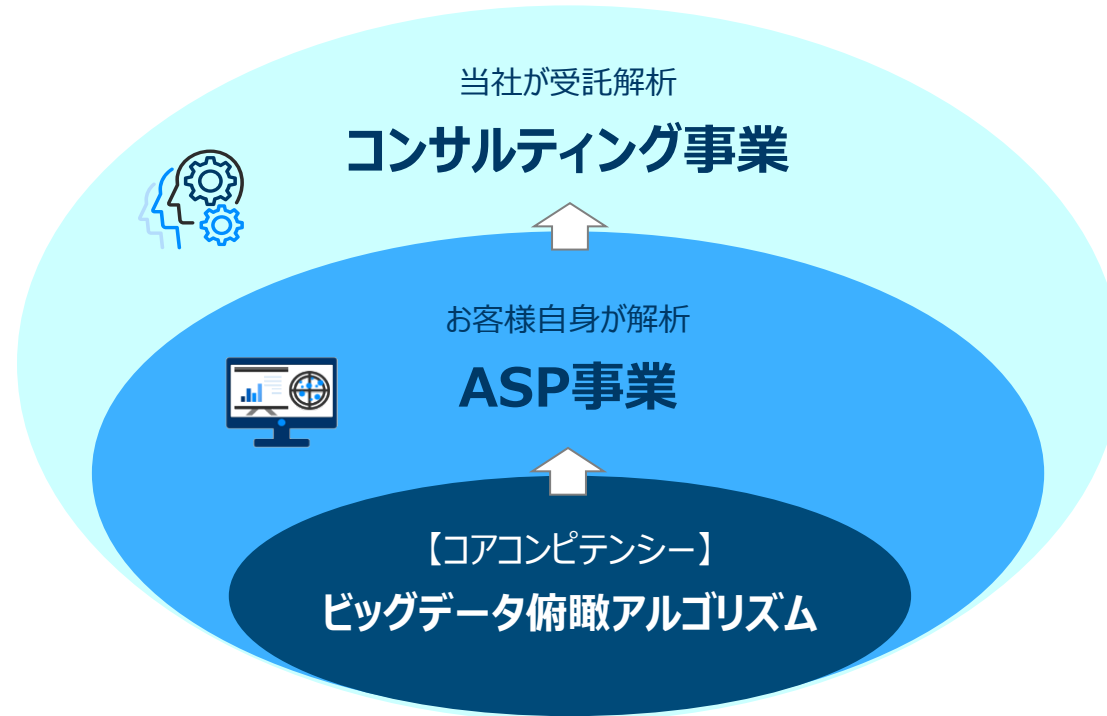 当社が受託解析
コンサルティング事業
お客様自身が解析
ASP事業
【コアコンピテンシー】
ビッグデータ俯瞰アルゴリズム